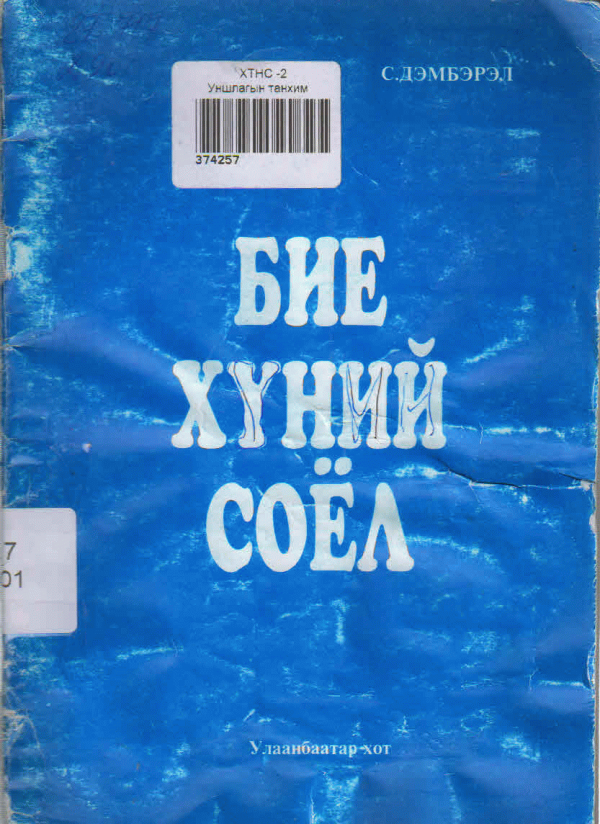 ХТНС -2
Уншлагын танхим
374257
С.ДЭМБЭРЭЛ
БИЕ
ХҮНИЙ
СОЁЛ
7
01
Улаанбаатар хот